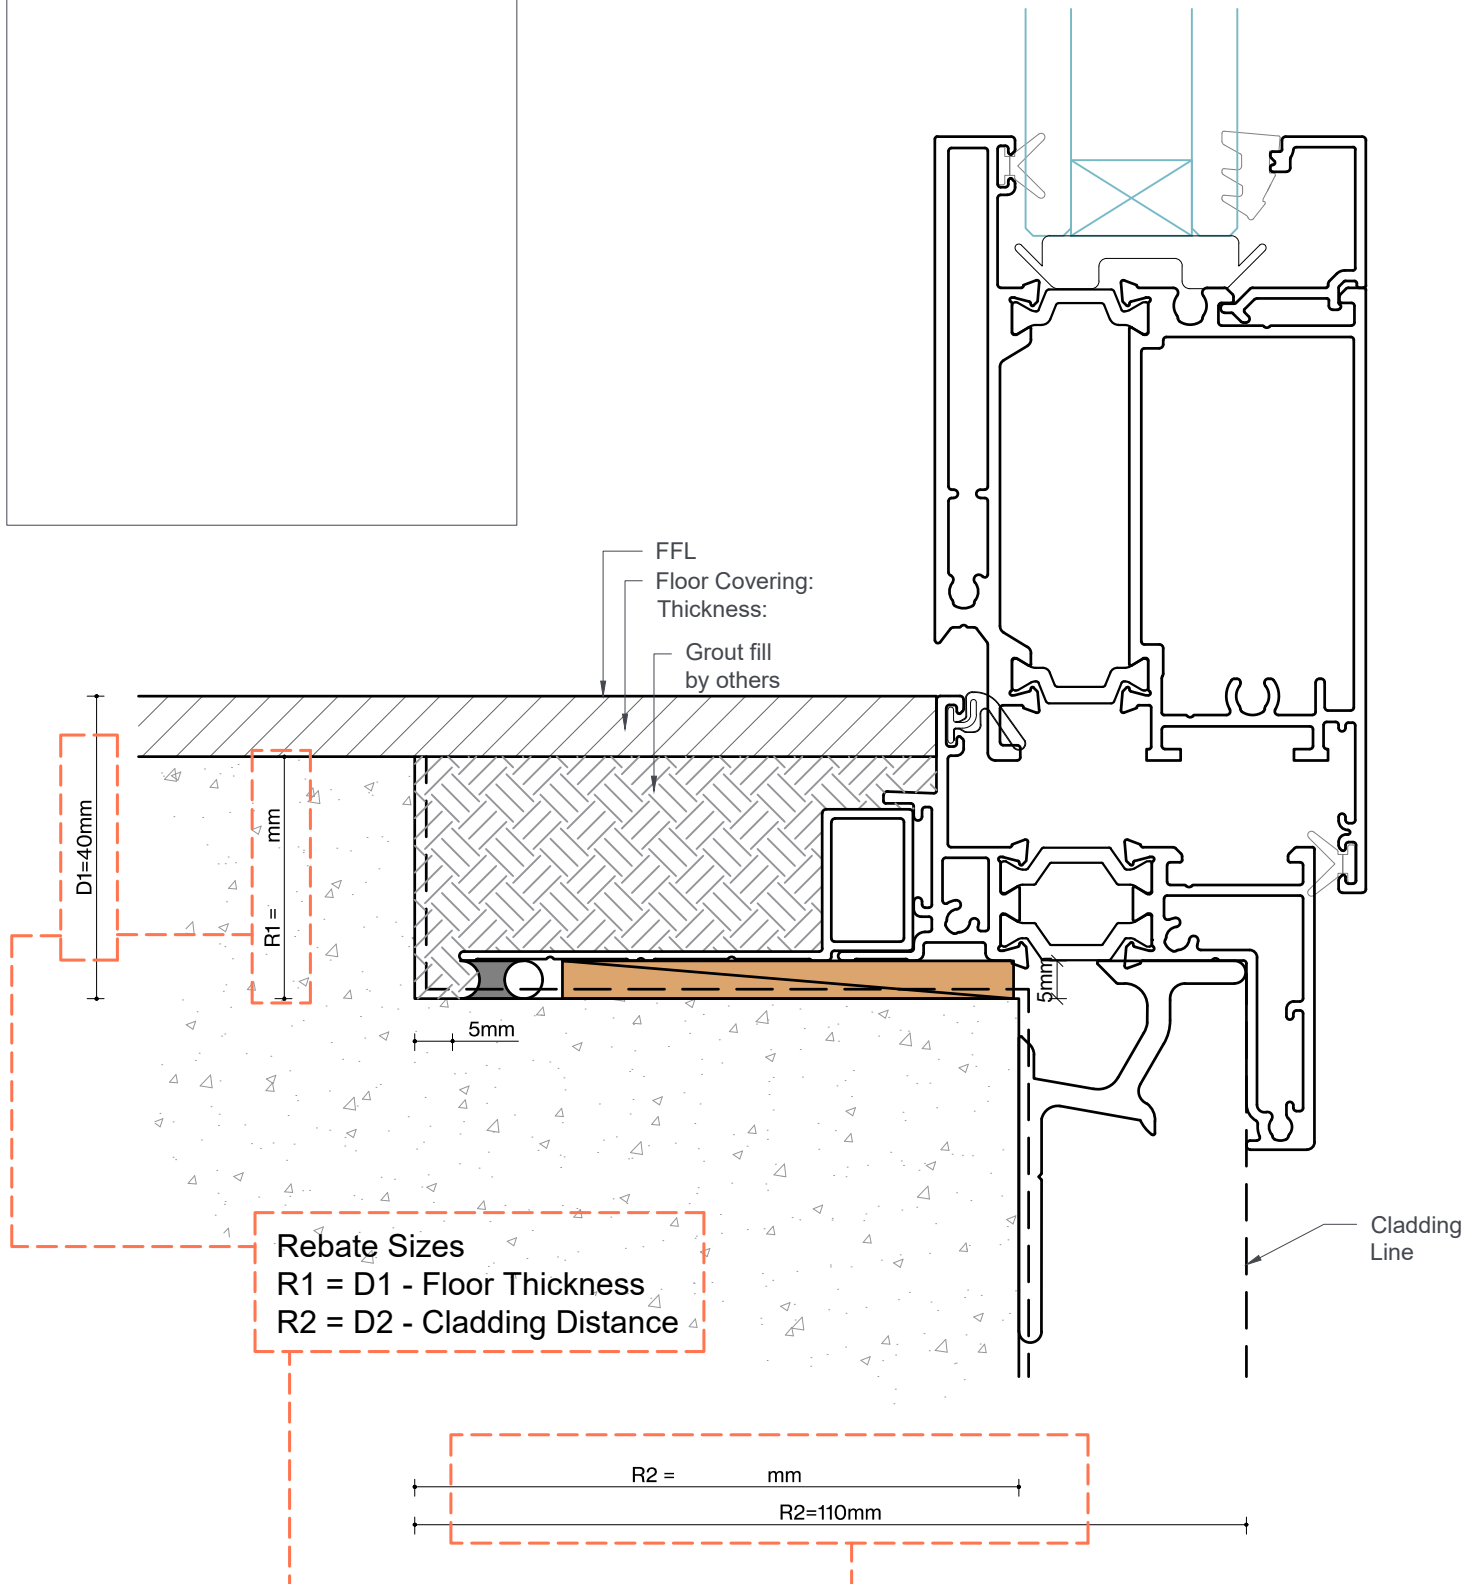 FFL
Floor Covering:
Thickness:
Grout fill
by others
D1=40mm
R1 = mm
5mm
5mm
Rebate Sizes
R1 = D1 - Floor Thickness
R2 = D2 - Cladding Distance
Cladding
Line
R2 = mm
R2=110mm